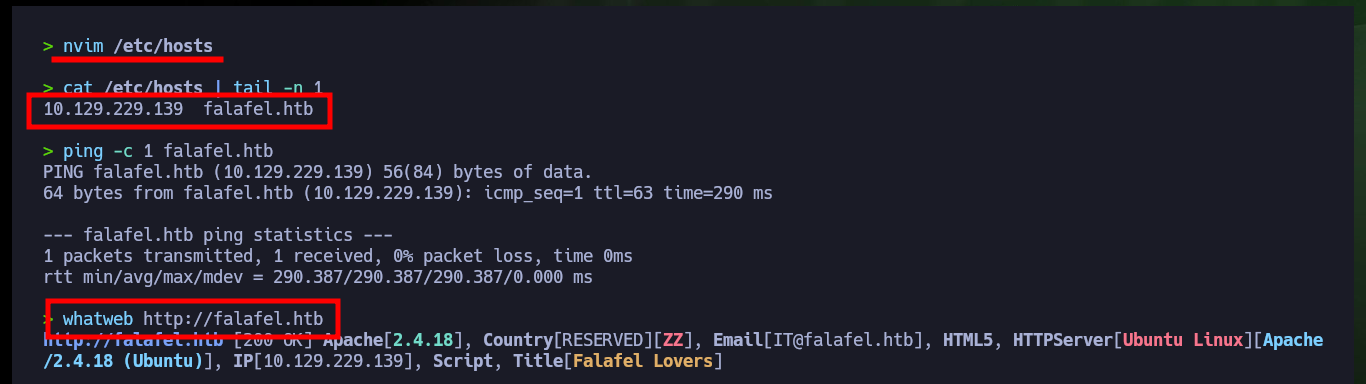 > nvim /etc/hosts
> cat /etc/hosts | tail -n 1
10.129.229.139  falafel.htb
> ping -c 1 falafel.htb
PING falafel.htb (10.129.229.139) 56(84) bytes of data.
64 bytes from falafel.htb (10.129.229.139): icmp_seq=1 ttl=63 time=290 ms
--- falafel.htb ping statistics ---
1 packets transmitted, 1 received, 0% packet loss, time 0ms
rtt min/avg/max/mdev = 290.387/290.387/290.387/0.000 ms
> whatweb http://falafel.htb
http://falafel.htb [200 OK] Apache[2.4.18], Country[RESERVED][ZZ], Email[IT@falafel.htb], HTML5, HTTPServer[Ubuntu Linux][Apache
/2.4.18 (Ubuntu)], IP[10.129.229.139], Script, Title[Falafel Lovers]